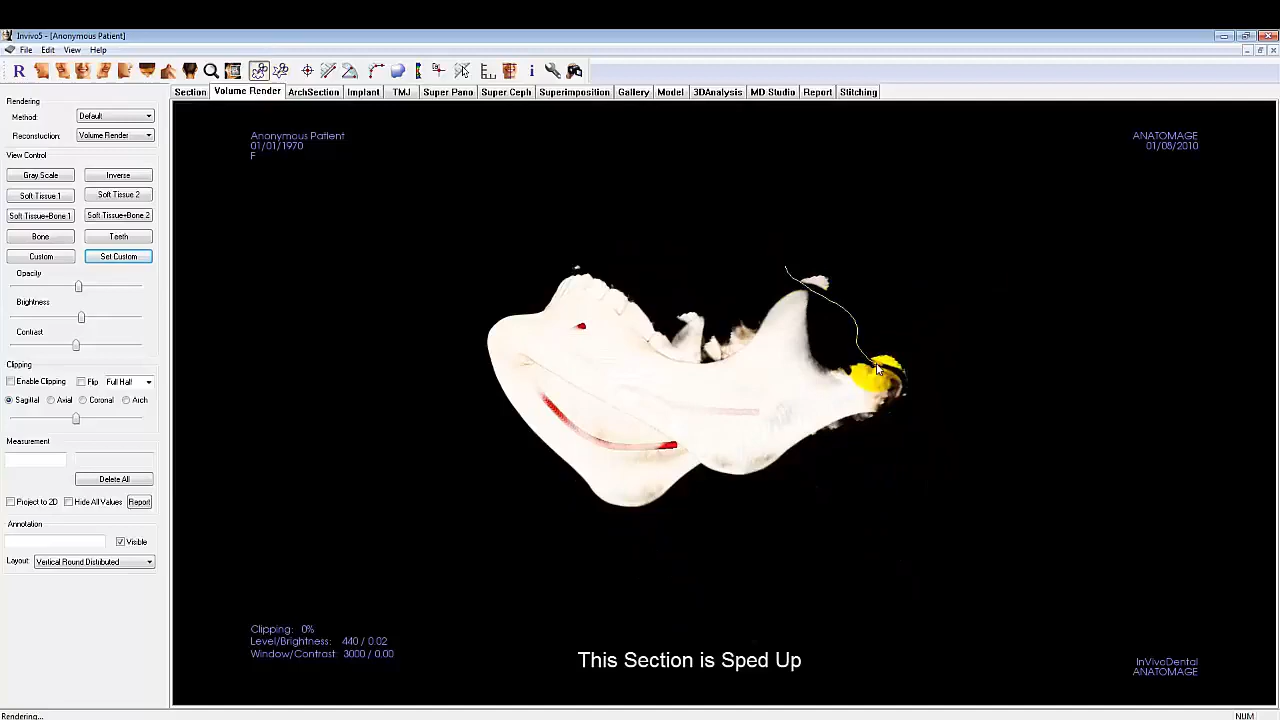 Invivo5 - [Anonymous Patient]
File Edit View Help
R
Section Volume Render ArchSection Implant TMJ Super Pano Super Ceph Superimposition Gallery Model 3DAnalysis MD Studio Report Stitching
Rendering
Method: Default
Reconstuction: Volume Render
View Control
Gray Scale Inverse
Soft Tissue 1 Soft Tissue 2
Soft Tissue+Bone 1 Soft Tissue+Bone 2
Bone Teeth
Custom Set Custom
Opacity
Brightness
Contrast
Clipping
Enable Clipping Flip Full Half
Sagittal Axial Coronal Arch
Measurement
Delete All
Project to 2D Hide All Values Report
Annotation
Visible
Layout: Vertical Round Distributed
Anonymous Patient
01/01/1970
F
ANATOMAGE
01/08/2010
Clipping: 0%
Level/Brightness: 440 / 0.02
Window/Contrast: 3000 / 0.00
This Section is Sped Up
InVivoDental
ANATOMAGE
Rendering...
NUM